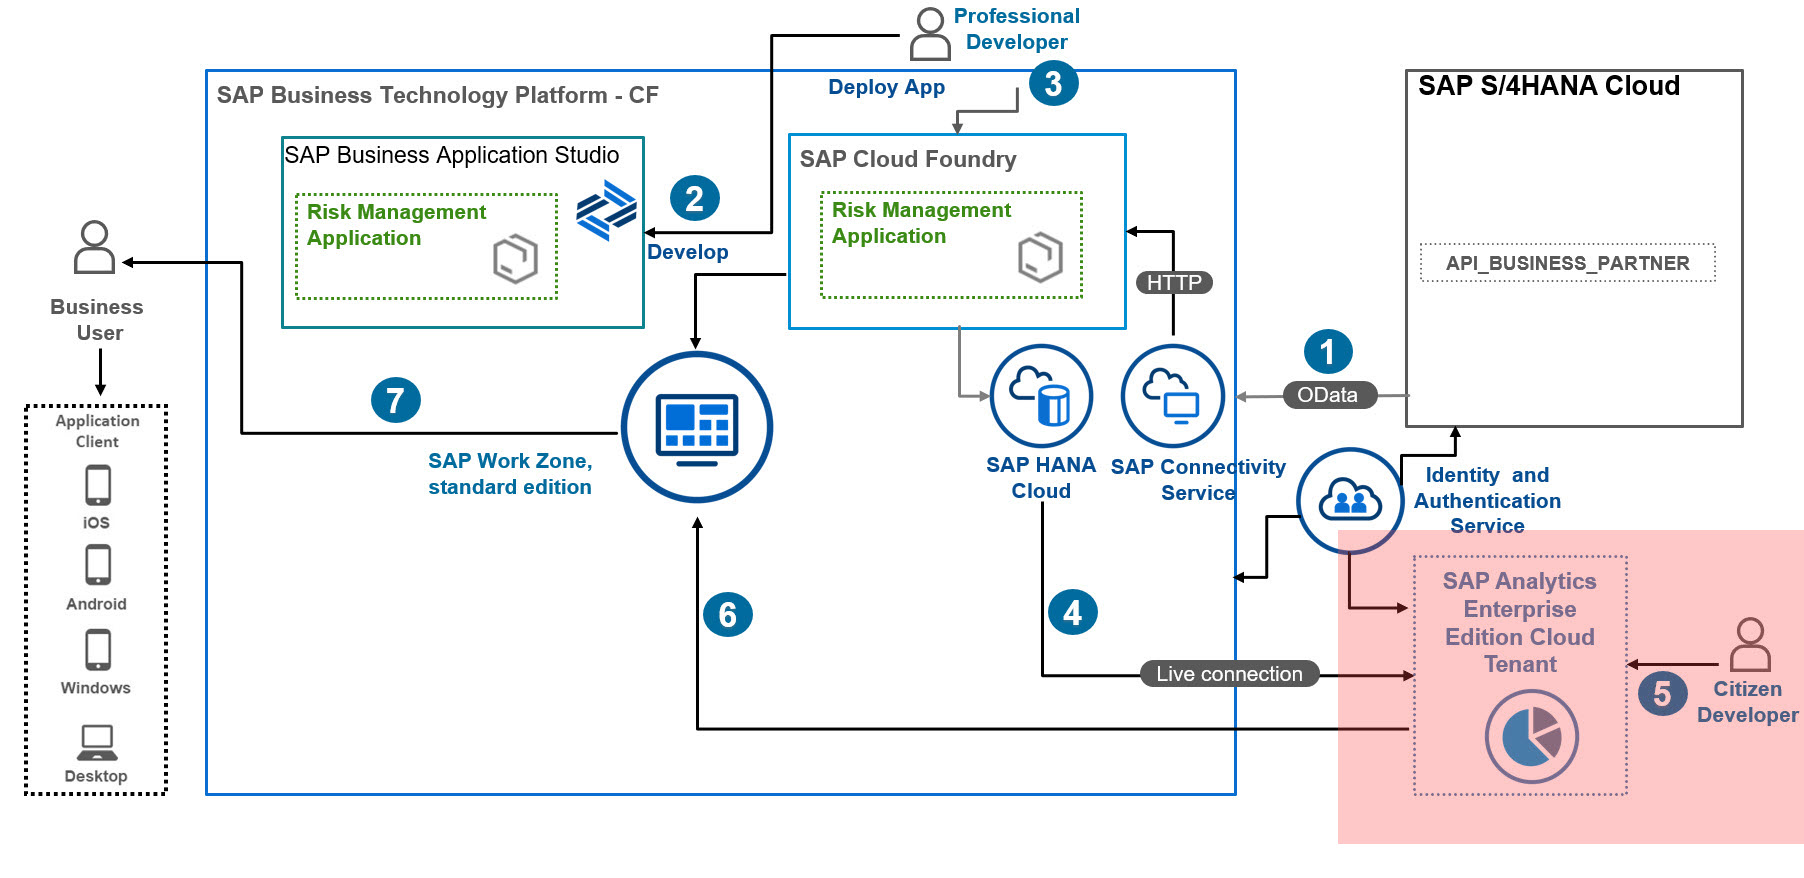 Professional
Developer
Deploy App
3
SAP Business Technology Platform - CF
SAP S/4HANA Cloud
SAP Business Application Studio
Risk Management
Application
2
Develop
SAP Cloud Foundry
Risk Management
Application
HTTP
API_BUSINESS_PARTNER
Business
User
1
OData
7
SAP Work Zone,
standard edition
SAP HANA
Cloud
SAP Connectivity
Service
Identity  and
Authentication
Service
Application
Client
iOS
Android
Windows
Desktop
6
4
Live connection
SAP Analytics
Enterprise
Edition Cloud
Tenant
5
Citizen
Developer